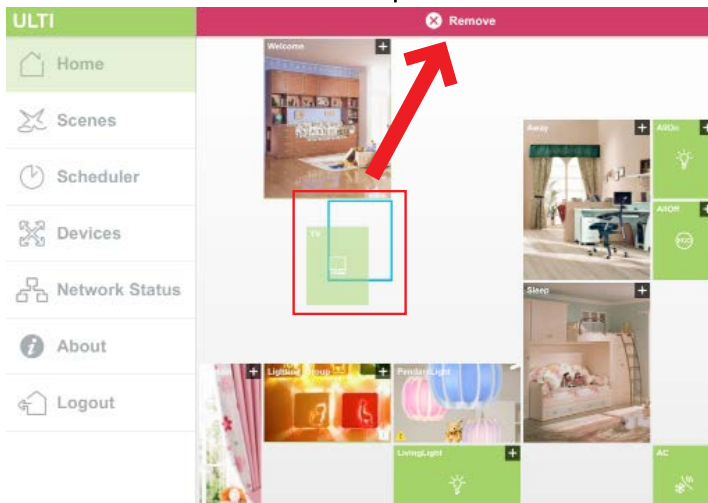 ULTI
Remove
Home
Scenes
Scheduler
Devices
Network Status
About
Logout
Welcome
Away
AllOn
AllOff
TV
Sleep
PendantLight
LivingLight
AC